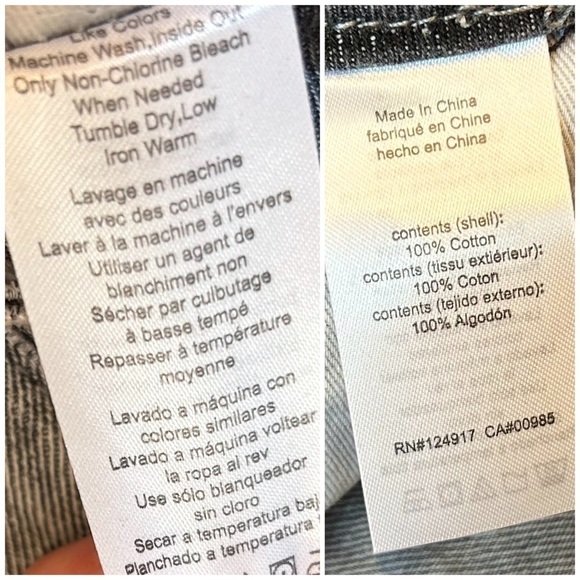 Like Colors
Machine Wash,Inside Out
Only Non-Chlorine Bleach
When Needed
Tumble Dry,Low
Iron Warm
Lavage en machine
avec des couleurs
Laver à la machine à l'envers
Utiliser un agent de
blanchiment non
Sécher par culbutage
à basse tempé
Repasser à température
moyenne
Lavado a máquina con
colores similares
Lavado a máquina voltear
la ropa al rev
Use sólo blanqueador
sin cloro
Secar a temperatura baj
Planchado a temperatura
Made In China
fabriqué en Chine
hecho en China
contents (shell):
100% Cotton
contents (tissu extiérieur):
100% Coton
contents (tejido externo):
100% Algodón
RN#124917 CA#00985